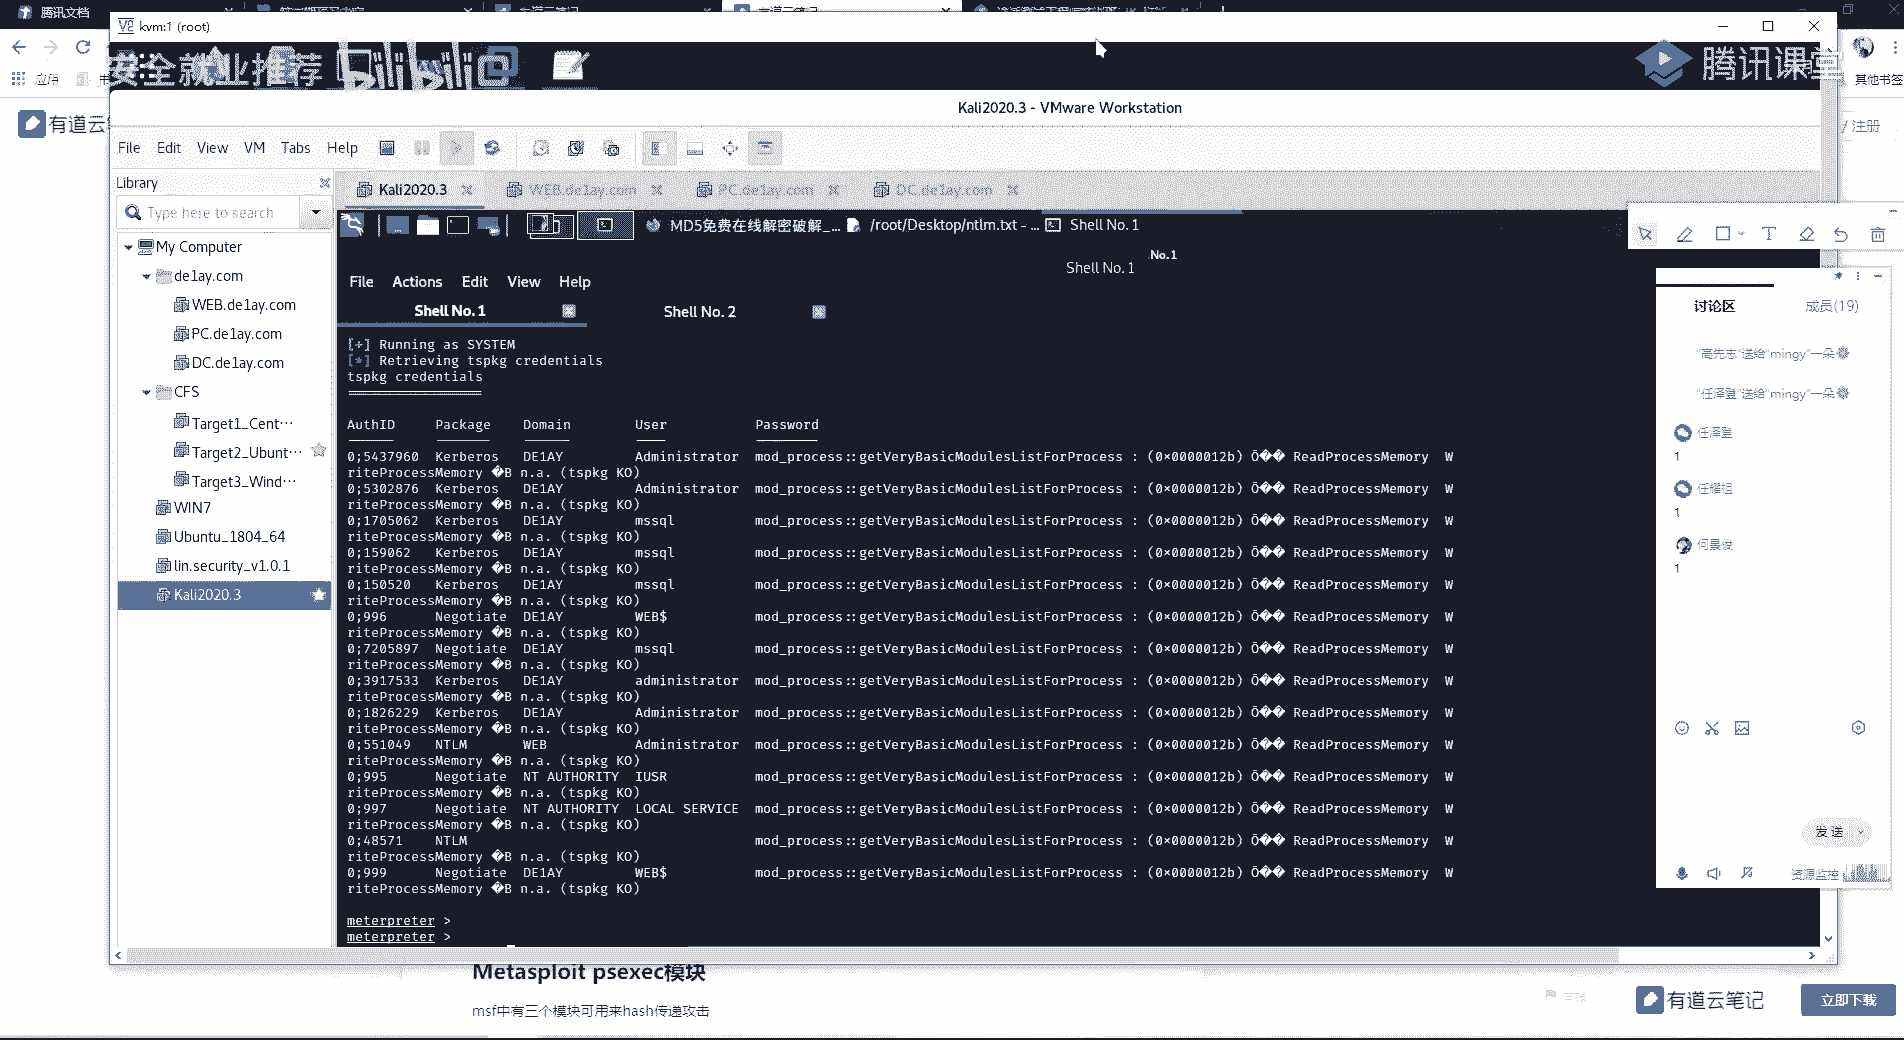 腾讯文档
kvm:1 (root)
应用
安全就业推荐 bilibili
腾讯课堂
其他书签
有道云笔
Kali2020.3 - VMware Workstation
/ 注册
File Edit View VM Tabs Help
Library
Type here to search
My Computer
de1ay.com
WEB.de1ay.com
PC.de1ay.com
DC.de1ay.com
CFS
Target1_Cent···
Target2_Ubunt···
Target3_Wind···
WIN7
Ubuntu_1804_64
lin.security_v1.0.1
Kali2020.3
Kali2020.3 WEB.de1ay.com PC.de1ay.com DC.de1ay.com
MD5免费在线解密破解_... /root/Desktop/ntlm.txt - ... Shell No. 1
No.1
Shell No. 1
File Actions Edit View Help
Shell No. 1 Shell No. 2
[+] Running as SYSTEM
[*] Retrieving tspkg credentials
tspkg credentials
AuthID Package Domain User Password
0;5437960 Kerberos DE1AY Administrator mod_process::getVeryBasicModulesListForProcess : (0×0000012b) Õ�� ReadProcessMemory W
riteProcessMemory �B n.a. (tspkg KO)
0;5302876 Kerberos DE1AY Administrator mod_process::getVeryBasicModulesListForProcess : (0×0000012b) Õ�� ReadProcessMemory W
riteProcessMemory �B n.a. (tspkg KO)
0;1705062 Kerberos DE1AY mssql mod_process::getVeryBasicModulesListForProcess : (0×0000012b) Õ�� ReadProcessMemory W
riteProcessMemory �B n.a. (tspkg KO)
0;159062 Kerberos DE1AY mssql mod_process::getVeryBasicModulesListForProcess : (0×0000012b) Õ�� ReadProcessMemory W
riteProcessMemory �B n.a. (tspkg KO)
0;150520 Kerberos DE1AY mssql mod_process::getVeryBasicModulesListForProcess : (0×0000012b) Õ�� ReadProcessMemory W
riteProcessMemory �B n.a. (tspkg KO)
0;996 Negotiate DE1AY WEB$ mod_process::getVeryBasicModulesListForProcess : (0×0000012b) Õ�� ReadProcessMemory W
riteProcessMemory �B n.a. (tspkg KO)
0;7205897 Negotiate DE1AY mssql mod_process::getVeryBasicModulesListForProcess : (0×0000012b) Õ�� ReadProcessMemory W
riteProcessMemory �B n.a. (tspkg KO)
0;3917533 Kerberos DE1AY administrator mod_process::getVeryBasicModulesListForProcess : (0×0000012b) Õ�� ReadProcessMemory W
riteProcessMemory �B n.a. (tspkg KO)
0;1826229 Kerberos DE1AY Administrator mod_process::getVeryBasicModulesListForProcess : (0×0000012b) Õ�� ReadProcessMemory W
riteProcessMemory �B n.a. (tspkg KO)
0;551049 NTLM WEB Administrator mod_process::getVeryBasicModulesListForProcess : (0×0000012b) Õ�� ReadProcessMemory W
riteProcessMemory �B n.a. (tspkg KO)
0;995 Negotiate NT AUTHORITY IUSR mod_process::getVeryBasicModulesListForProcess : (0×0000012b) Õ�� ReadProcessMemory W
riteProcessMemory �B n.a. (tspkg KO)
0;997 Negotiate NT AUTHORITY LOCAL SERVICE mod_process::getVeryBasicModulesListForProcess : (0×0000012b) Õ�� ReadProcessMemory W
riteProcessMemory �B n.a. (tspkg KO)
0;48571 NTLM mod_process::getVeryBasicModulesListForProcess : (0×0000012b) Õ�� ReadProcessMemory W
riteProcessMemory �B n.a. (tspkg KO)
0;999 Negotiate DE1AY WEB$ mod_process::getVeryBasicModulesListForProcess : (0×0000012b) Õ�� ReadProcessMemory W
riteProcessMemory �B n.a. (tspkg KO)
meterpreter >
meterpreter >
讨论区 成员(19)
"高先志"送给"mingy"一朵
"任泽登"送给"mingy"一朵
任泽登
1
任耀祖
1
何景俊
1
发送
资源监控
Metasploit psexec模块
msf中有三个模块可用来hash传递攻击
有道云笔记
立即下载